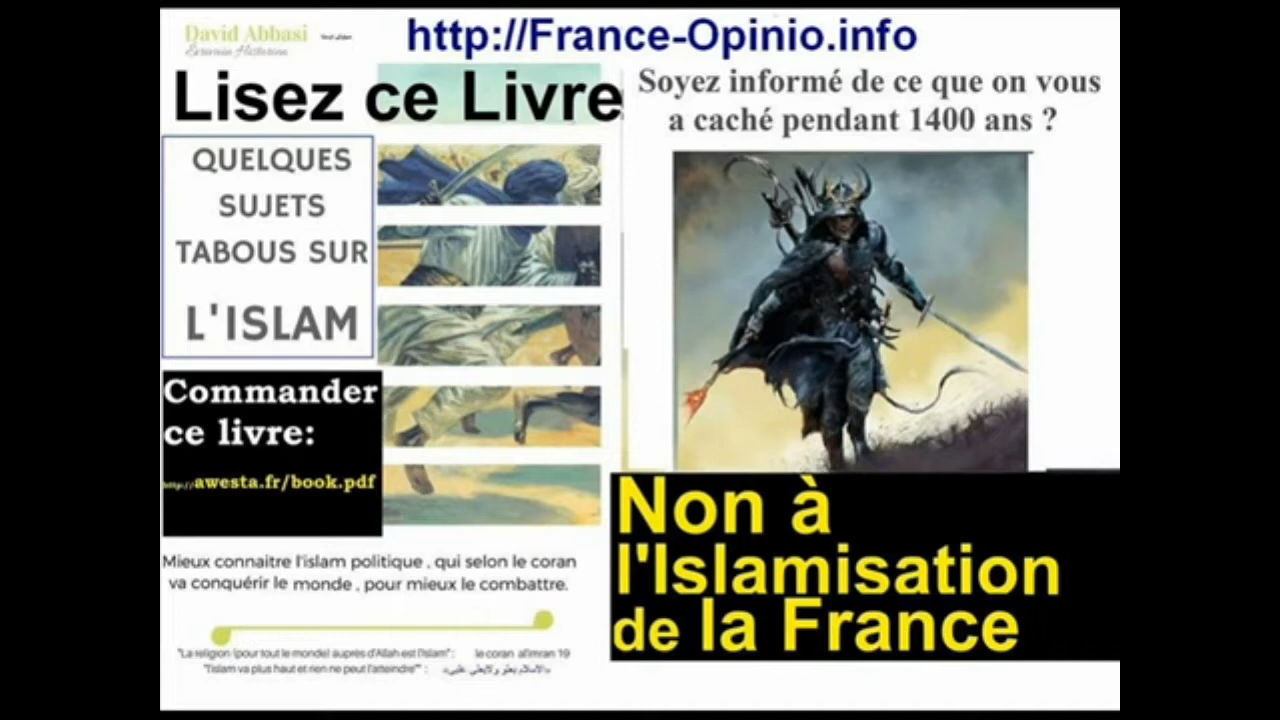 David Abbasi
Écrivain Historien
http://France-Opinio.info
Lisez ce Livre
Soyez informé de ce que on vous
a caché pendant 1400 ans ?
QUELQUES
SUJETS
TABOUS SUR
L'ISLAM
Commander
ce livre:
http://awesta.fr/book.pdf
Non à
l'Islamisation
de la France
Mieux connaitre l'islam politique , qui selon le coran
va conquérir le monde , pour mieux le combattre.
"La religion (pour tout le monde) auprès d'Allah est l'Islam" : le coran al'imran 19
"l'islam va plus haut et rien ne peut l'atteindre"" :